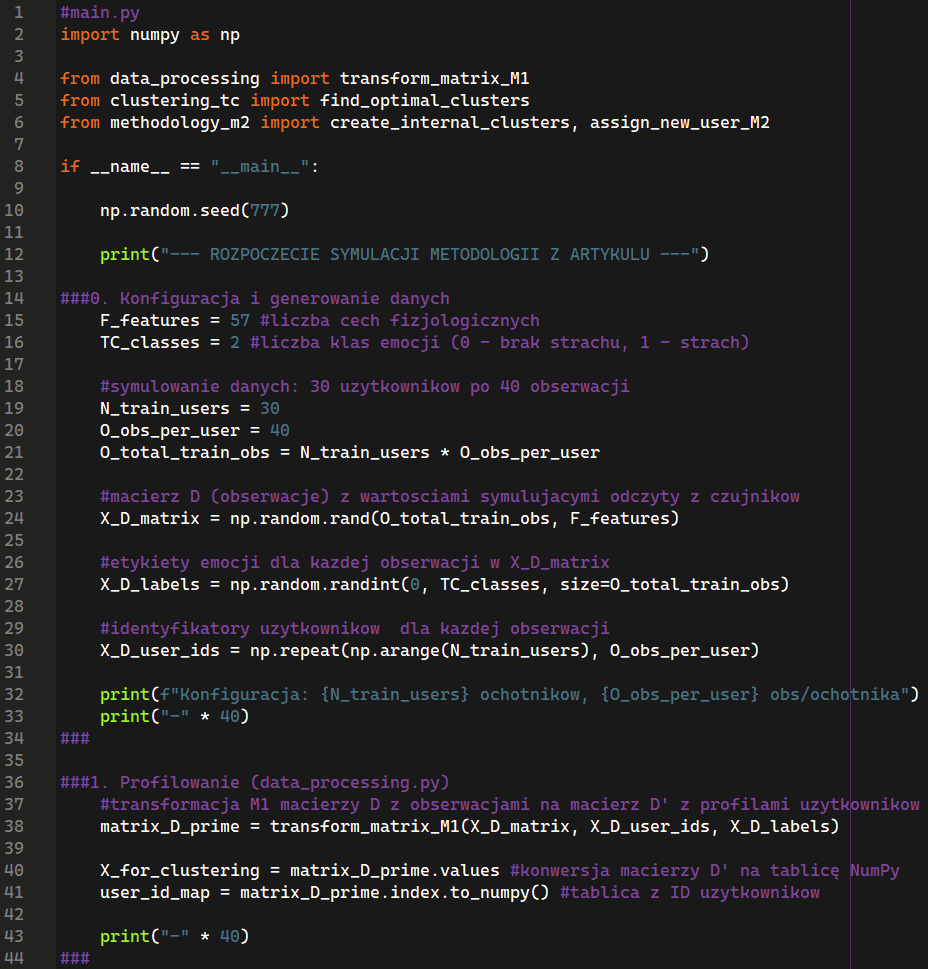 1 #main.py
2 import numpy as np
3
4 from data_processing import transform_matrix_M1
5 from clustering_tc import find_optimal_clusters
6 from methodology_m2 import create_internal_clusters, assign_new_user_M2
7
8 if __name__ == "__main__":
9
10     np.random.seed(777)
11
12     print("--- ROZPOCZECIE SYMULACJI METODOLOGII Z ARTYKULU ---")
13
14 ###0. Konfiguracja i generowanie danych
15     F_features = 57 #liczba cech fizjologicznych
16     TC_classes = 2 #liczba klas emocji (0 - brak strachu, 1 - strach)
17
18     #symulowanie danych: 30 uzytkownikow po 40 obserwacji
19     N_train_users = 30
20     O_obs_per_user = 40
21     O_total_train_obs = N_train_users * O_obs_per_user
22
23     #macierz D (obserwacje) z wartosciami symulujacymi odczyty z czujnikow
24     X_D_matrix = np.random.rand(O_total_train_obs, F_features)
25
26     #etykiety emocji dla kazdej obserwacji w X_D_matrix
27     X_D_labels = np.random.randint(0, TC_classes, size=O_total_train_obs)
28
29     #identyfikatory uzytkownikow  dla kazdej obserwacji
30     X_D_user_ids = np.repeat(np.arange(N_train_users), O_obs_per_user)
31
32     print(f"Konfiguracja: {N_train_users} ochotnikow, {O_obs_per_user} obs/ochotnika")
33     print("-" * 40)
34 ###
35
36 ###1. Profilowanie (data_processing.py)
37     #transformacja M1 macierzy D z obserwacjami na macierz D' z profilami uzytkownikow
38     matrix_D_prime = transform_matrix_M1(X_D_matrix, X_D_user_ids, X_D_labels)
39
40     X_for_clustering = matrix_D_prime.values #konwersja macierzy D' na tablicę NumPy
41     user_id_map = matrix_D_prime.index.to_numpy() #tablica z ID uzytkownikow
42
43     print("-" * 40)
44 ###